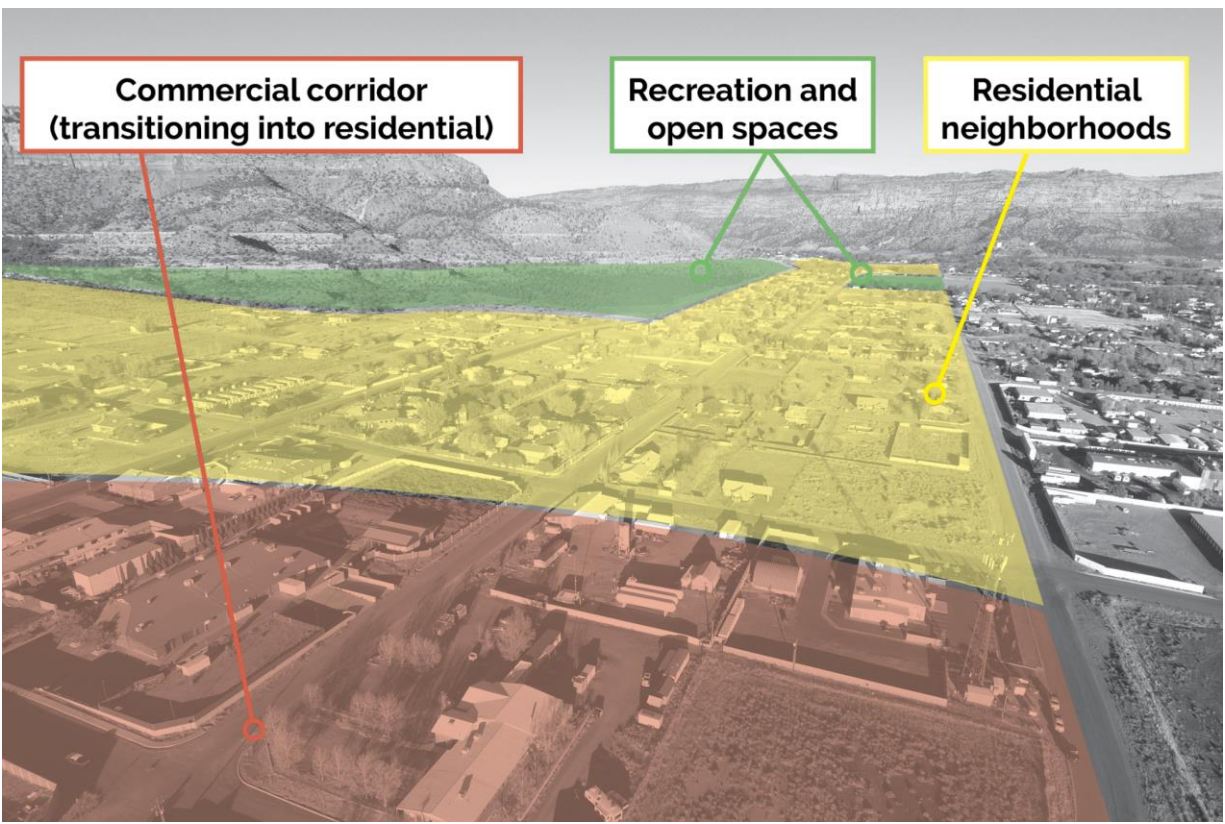 Commercial corridor
(transitioning into residential)
Recreation and
open spaces
Residential
neighborhoods